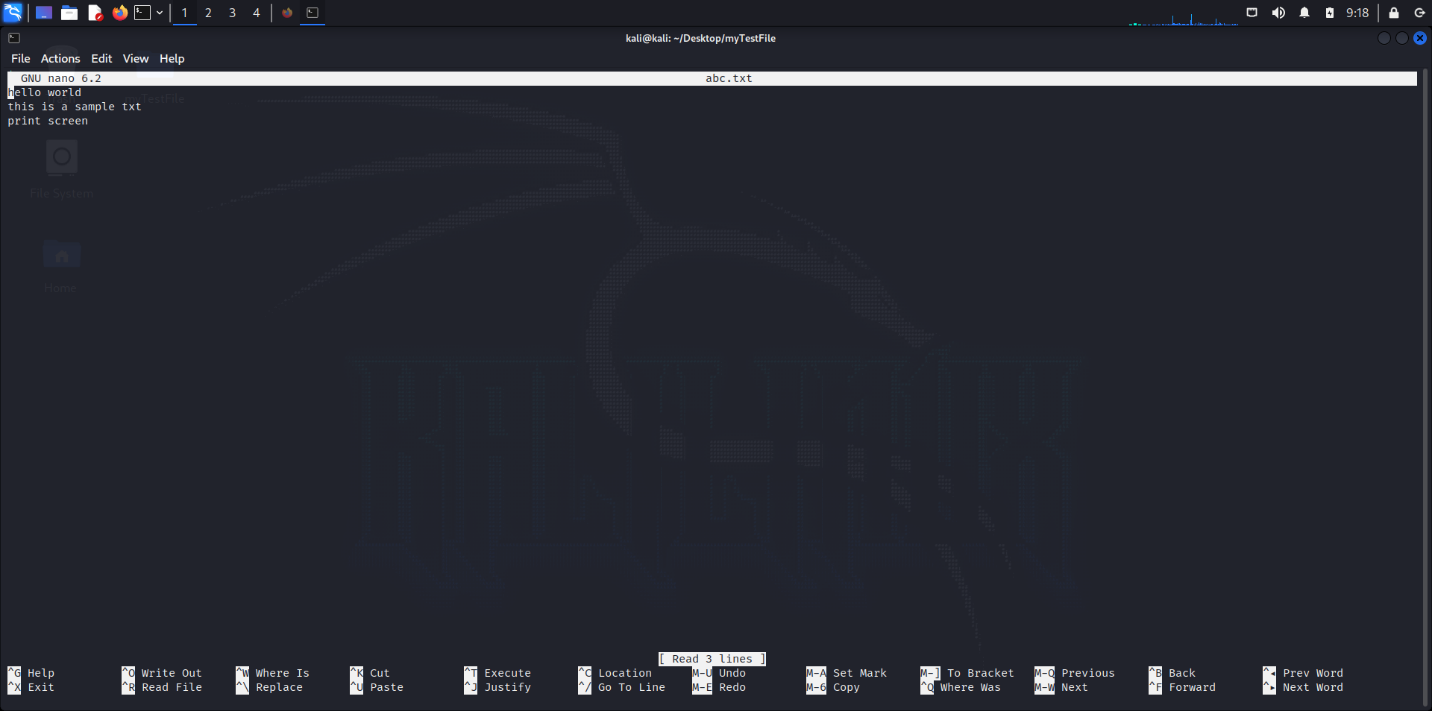 1 2 3 4 9:18
kali@kali: ~/Desktop/myTestFile
File Actions Edit View Help
GNU nano 6.2 abc.txt
hello world
this is a sample txt
print screen
File System
Home
[ Read 3 lines ]
^G Help ^O Write Out ^W Where Is ^K Cut ^T Execute ^C Location M-U Undo M-A Set Mark M-] To Bracket M-Q Previous ^B Back ^◂ Prev Word
^X Exit ^R Read File ^\ Replace ^U Paste ^J Justify ^/ Go To Line M-E Redo M-6 Copy ^Q Where Was M-W Next ^F Forward ^▸ Next Word